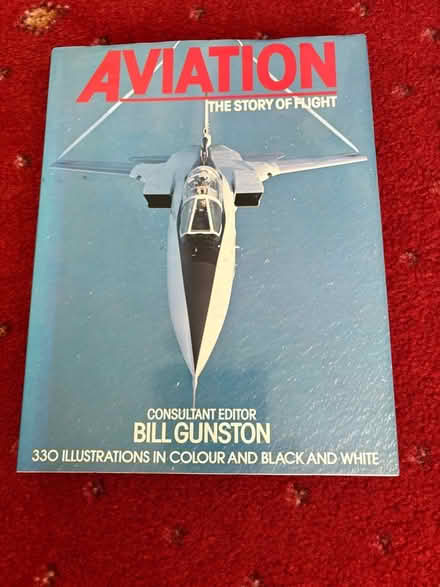 AVIATION
THE STORY OF FLIGHT
CONSULTANT EDITOR
BILL GUNSTON
330 ILLUSTRATIONS IN COLOUR AND BLACK AND WHITE